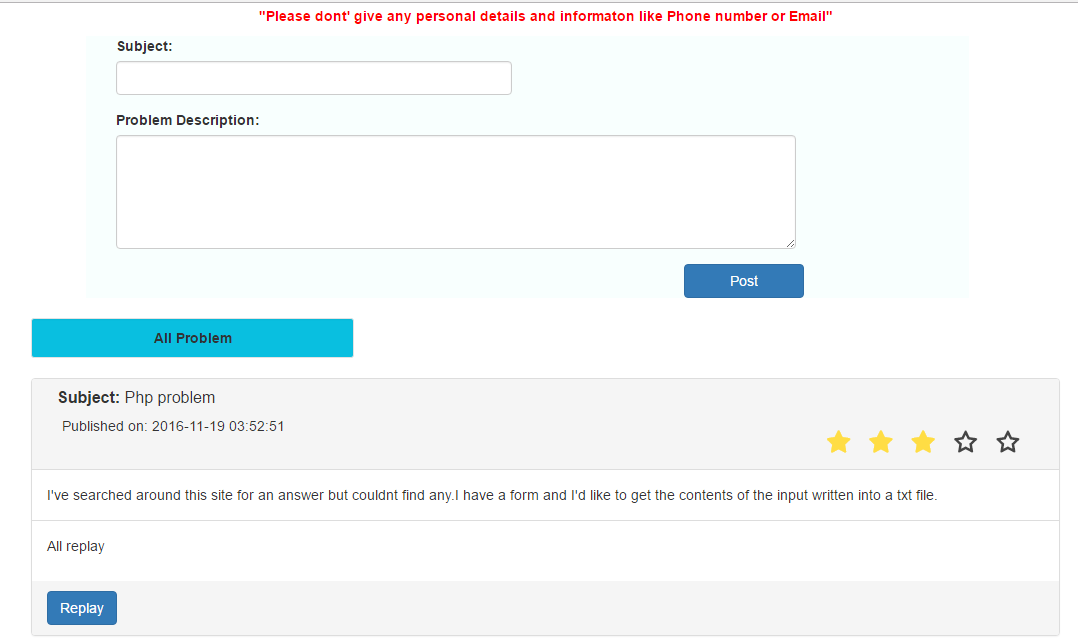 "Please dont' give any personal details and informaton like Phone number or Email"
Subject:
Problem Description:
Post
All Problem
Subject: Php problem
Published on: 2016-11-19 03:52:51
I've searched around this site for an answer but couldnt find any.I have a form and I'd like to get the contents of the input written into a txt file.
All replay
Replay